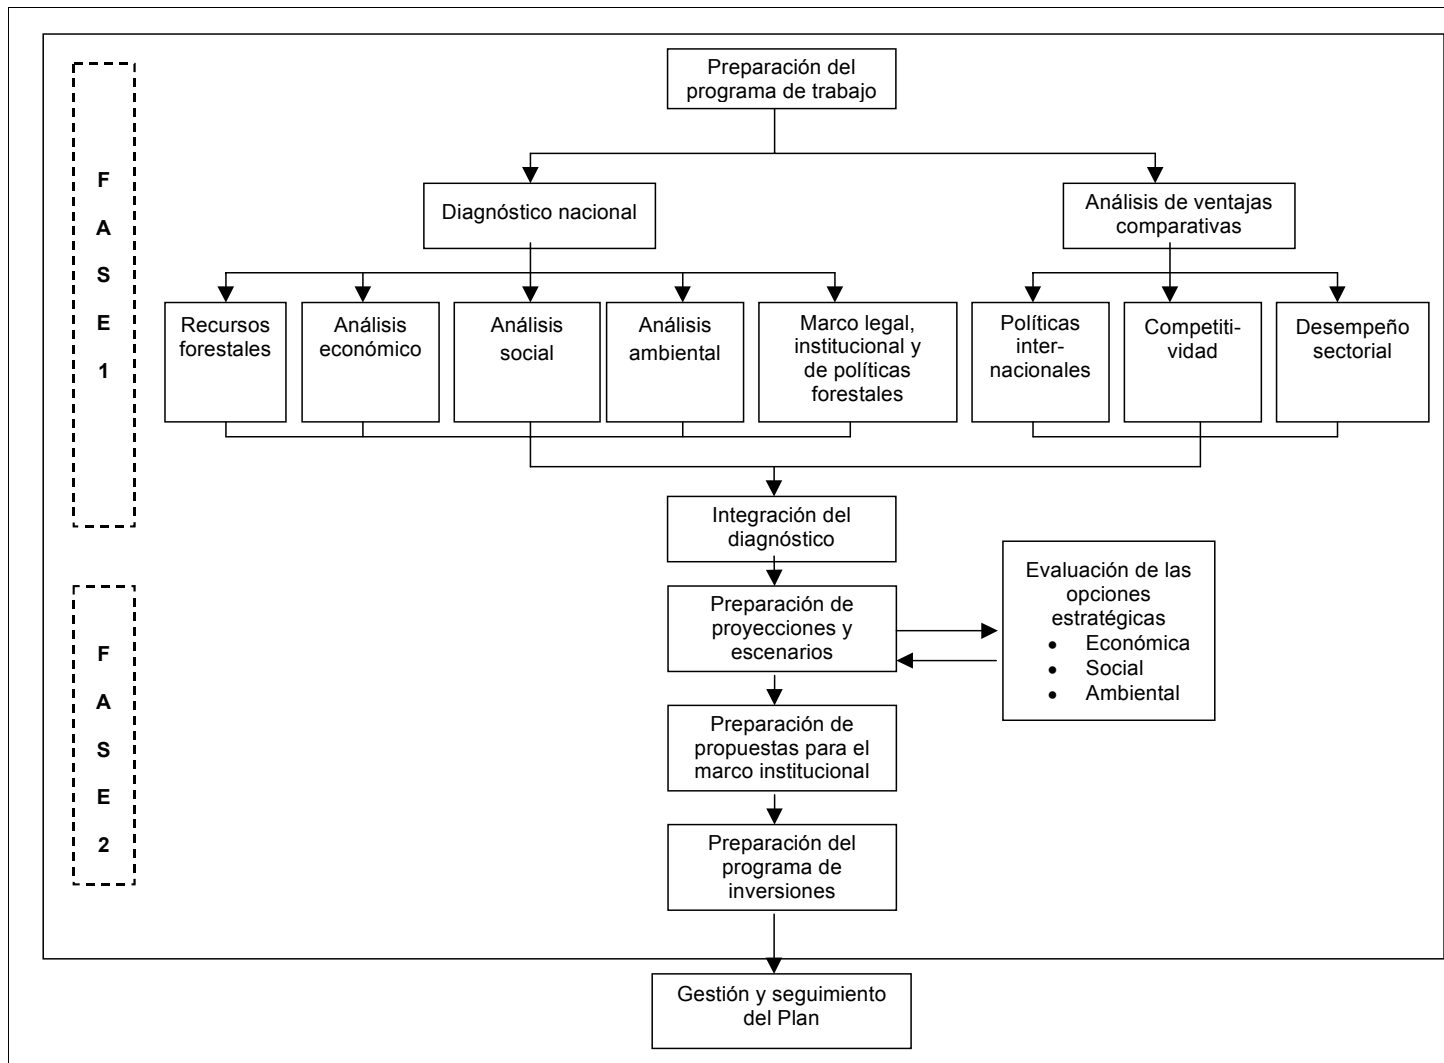 Preparación del
programa de trabajo
F
A
S
E
1
Diagnóstico nacional
Análisis de ventajas
comparativas
Recursos
forestales
Análisis
económico
Análisis
social
Análisis
ambiental
Marco legal,
institucional y
de políticas
forestales
Políticas
inter-
nacionales
Competiti-
vidad
Desempeño
sectorial
Integración del
diagnóstico
F
A
S
E
2
Preparación de
proyecciones y
escenarios
Evaluación de las
opciones
estratégicas
• Económica
• Social
• Ambiental
Preparación de
propuestas para el
marco institucional
Preparación del
programa de
inversiones
Gestión y seguimiento
del Plan